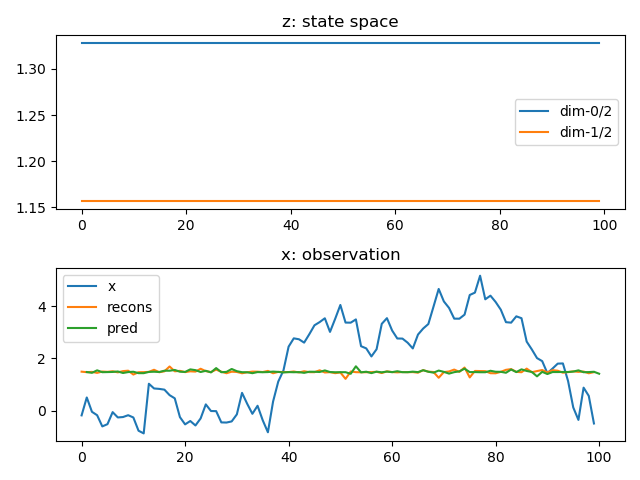 z: state space
1.30
1.25
1.20
1.15
dim-0/2
dim-1/2
0 20 40 60 80 100
x: observation
4
2
0
x
recons
pred
0 20 40 60 80 100